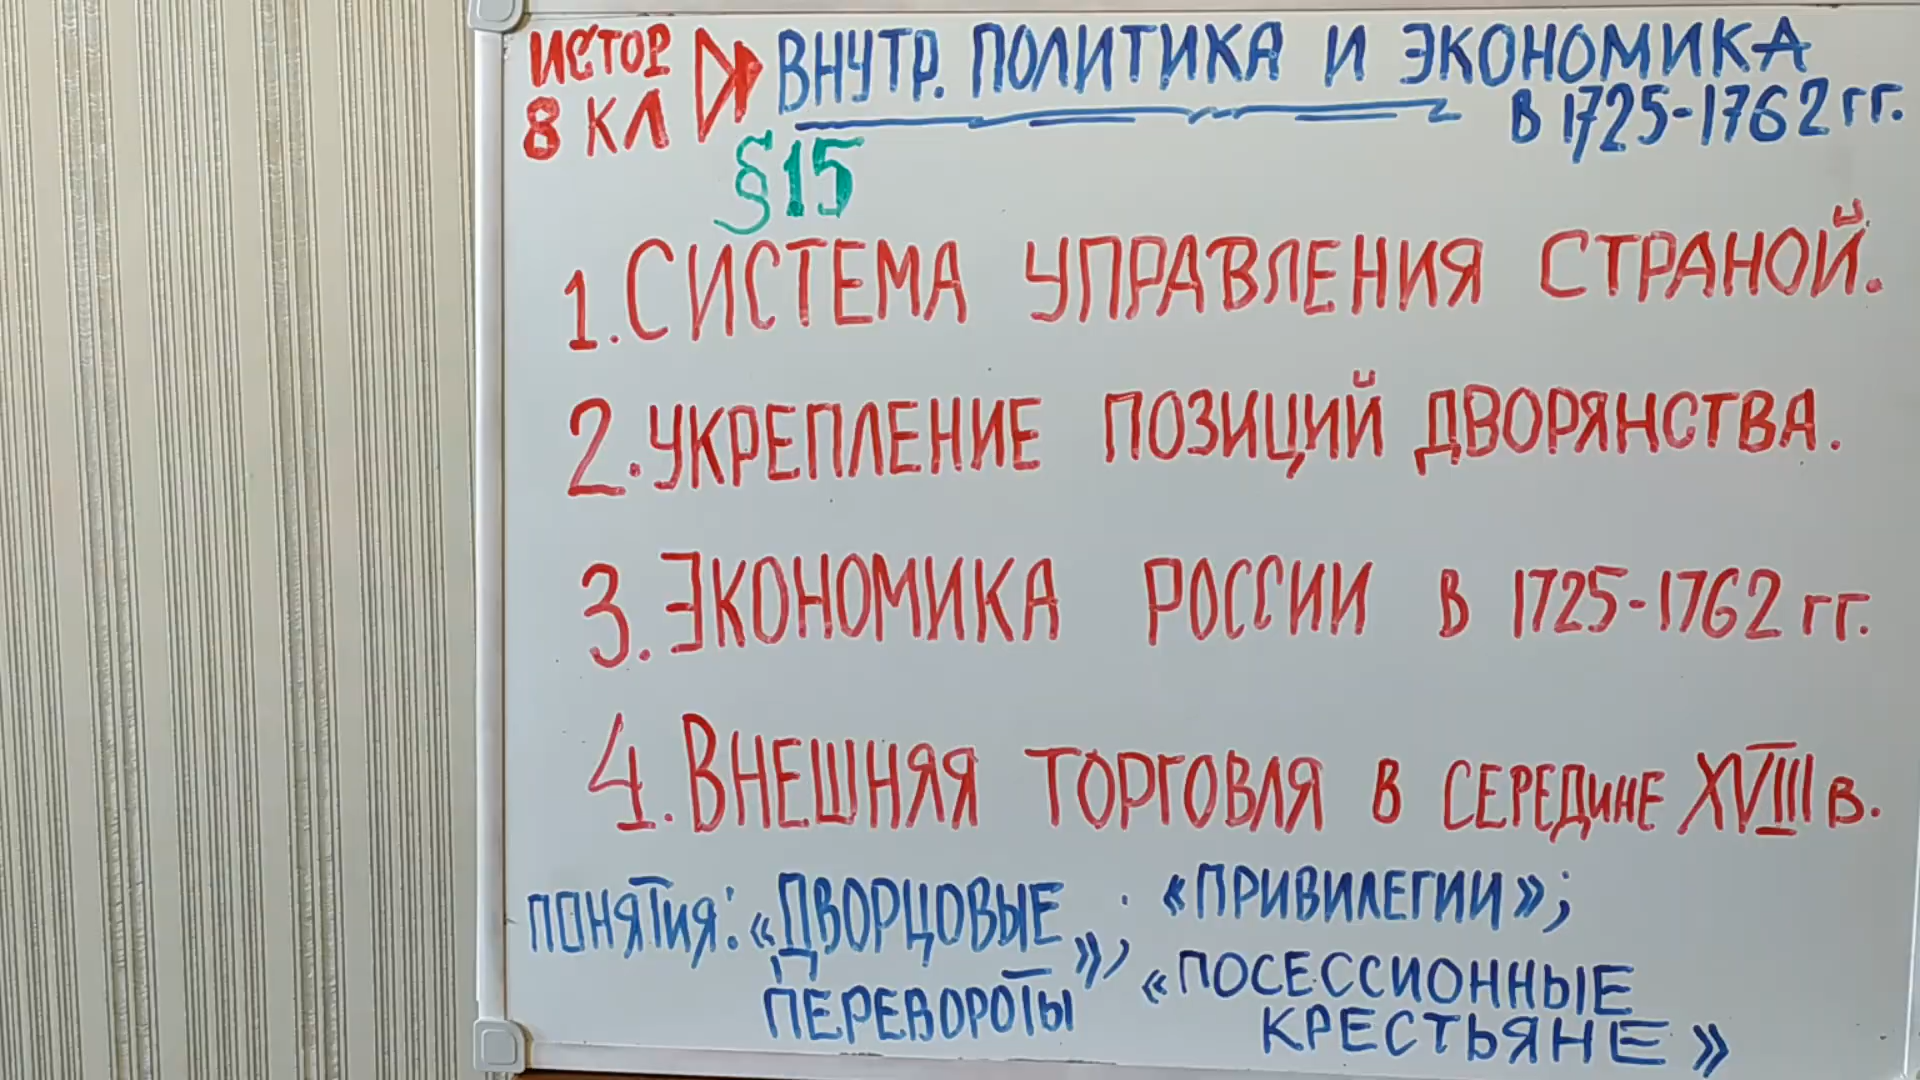 ИСТОР
8 КЛ
ВНУТР. ПОЛИТИКА И ЭКОНОМИКА
В 1725-1762 гг.
§15
1. СИСТЕМА УПРАВЛЕНИЯ СТРАНОЙ.
2. УКРЕПЛЕНИЕ ПОЗИЦИЙ ДВОРЯНСТВА.
3. ЭКОНОМИКА РОССИИ В 1725-1762 гг.
4. ВНЕШНЯЯ ТОРГОВЛЯ В СЕРЕДИНЕ XVIII В.
ПОНЯТИЯ: «ДВОРЦОВЫЕ
ПЕРЕВОРОТЫ»;
«ПРИВИЛЕГИИ»;
«ПОСЕССИОННЫЕ
КРЕСТЬЯНЕ»